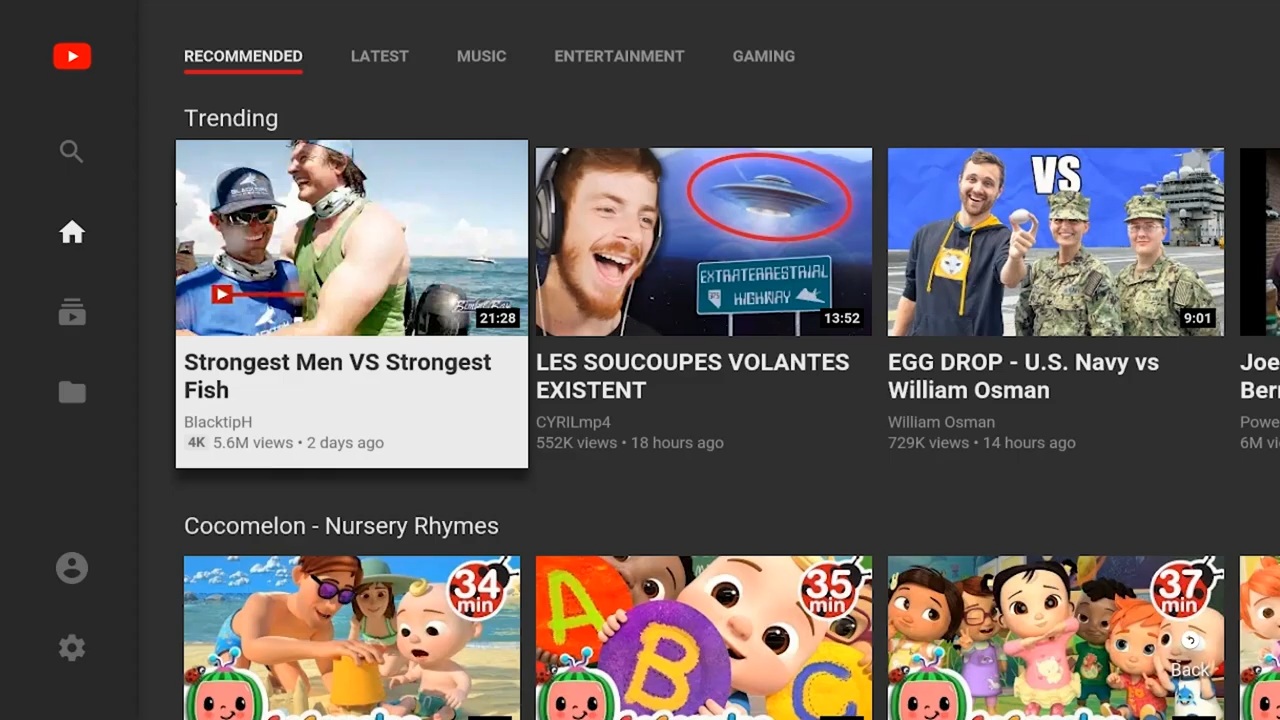 RECOMMENDED LATEST MUSIC ENTERTAINMENT GAMING
Trending
BLACKTIPH
21:28
EXTRATERRESTRIAL
HIGHWAY
13:52
VS
9:01
Strongest Men VS Strongest
Fish
BlacktipH
4K 5.6M views • 2 days ago
LES SOUCOUPES VOLANTES
EXISTENT
CYRILmp4
552K views • 18 hours ago
EGG DROP - U.S. Navy vs
William Osman
William Osman
729K views • 14 hours ago
Joe
Ber
Powe
6M vi
Cocomelon - Nursery Rhymes
34
min
A
B
C
35
min
37
min
Back